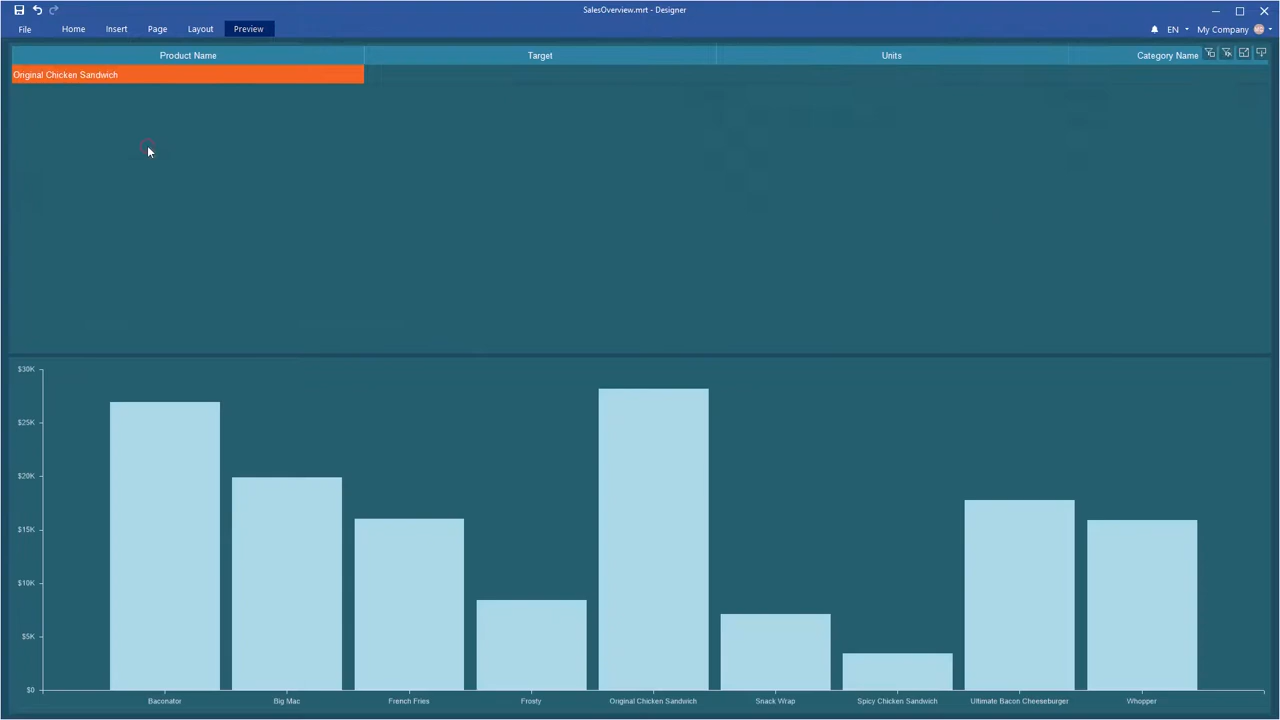 SalesOverview.mrt - Designer
File Home Insert Page Layout Preview EN My Company
Product Name Target Units Category Name
Original Chicken Sandwich
$30K
$25K
$20K
$15K
$10K
$5K
$0
Baconator Big Mac French Fries Frosty Original Chicken Sandwich Snack Wrap Spicy Chicken Sandwich Ultimate Bacon Cheeseburger Whopper